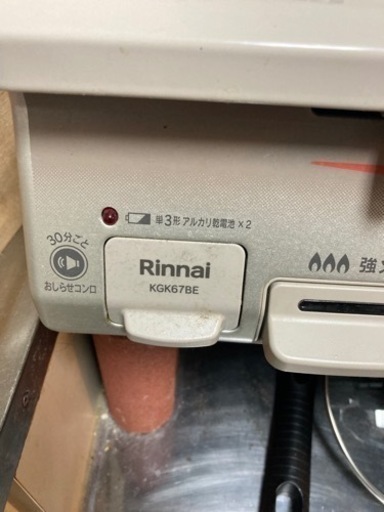 単3形アルカリ乾電池×2
30分ごと
おしらせコンロ
Rinnai
KGK67BE
強